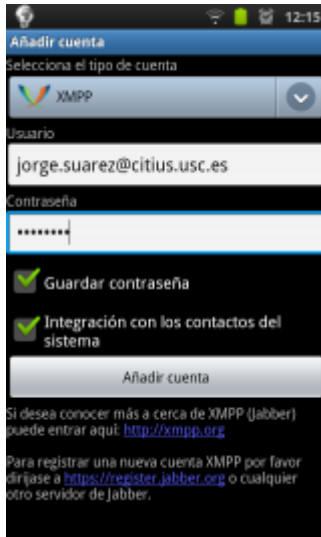 12:15
Añadir cuenta
Selecciona el tipo de cuenta
XMPP
Usuario
jorge.suarez@citius.usc.es
Contraseña
••••••••
Guardar contraseña
Integración con los contactos del
sistema
Añadir cuenta
Si desea conocer más a cerca de XMPP (Jabber)
puede entrar aquí: http://xmpp.org
Para registrar una nueva cuenta XMPP por favor
dirijase a https://register.jabber.org o cualquier
otro servidor de Jabber.